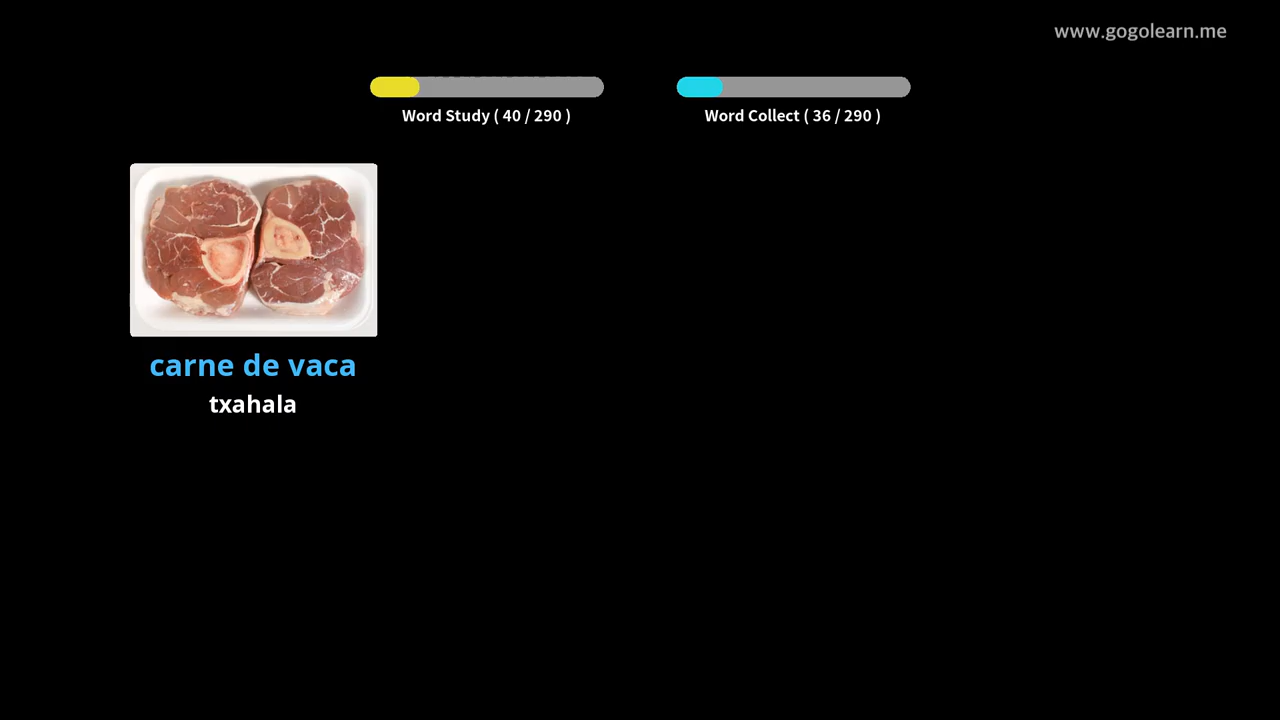 www.gogolearn.me
Word Study ( 40 / 290 )
Word Collect ( 36 / 290 )
carne de vaca
txahala